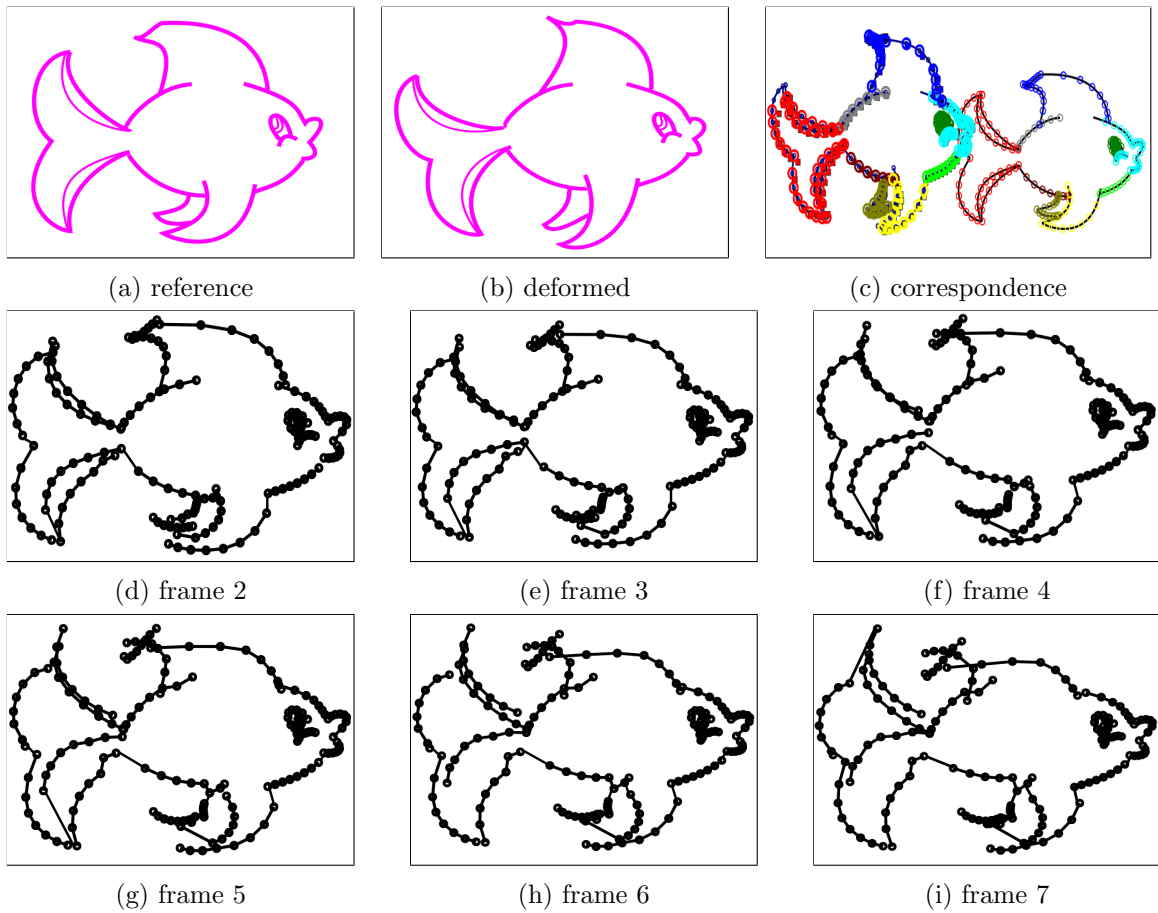 (a) reference
(b) deformed
(c) correspondence
(d) frame 2
(e) frame 3
(f) frame 4
(g) frame 5
(h) frame 6
(i) frame 7